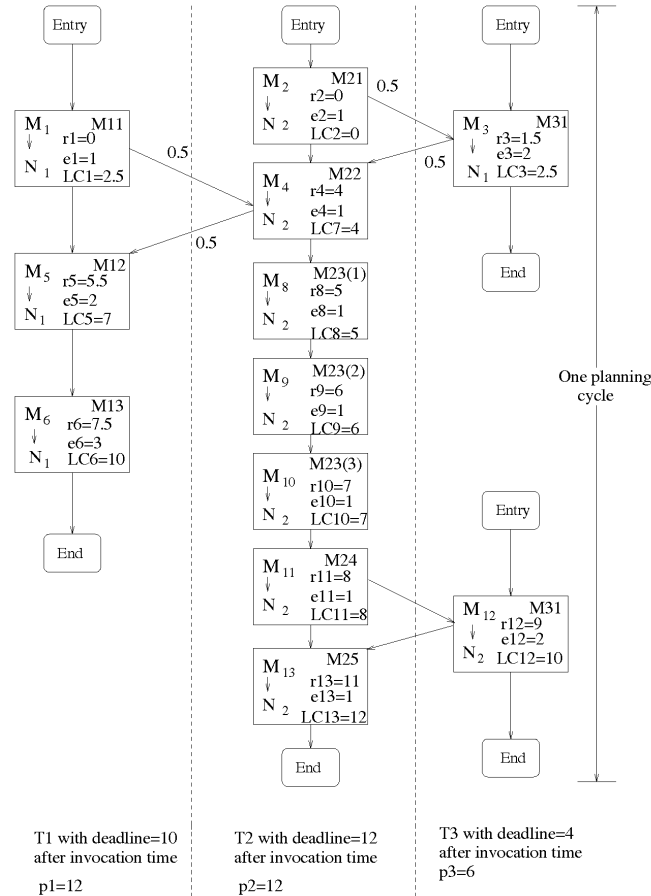 Entry
Entry
Entry
M1
M11
r1=0
e1=1
N1
LC1=2.5
0.5
M2
M21
r2=0
e2=1
N 2
LC2=0
0.5
M3
M31
r3=1.5
e3=2
N1
LC3=2.5
0.5
M4
M22
r4=4
e4=1
N 2
LC7=4
0.5
End
M5
M12
r5=5.5
e5=2
N1
LC5=7
M8
M23(1)
r8=5
e8=1
N 2
LC8=5
M9
M23(2)
r9=6
e9=1
N 2
LC9=6
One planning
cycle
M6
M13
r6=7.5
e6=3
N1
LC6=10
M10
M23(3)
r10=7
e10=1
N 2
LC10=7
Entry
End
M11
M24
r11=8
e11=1
N 2
LC11=8
M12
M31
r12=9
e12=2
N2
LC12=10
M13
M25
r13=11
e13=1
N 2
LC13=12
End
End
T1 with deadline=10
after invocation time
p1=12
T2 with deadline=12
after invocation time
p2=12
T3 with deadline=4
after invocation time
p3=6